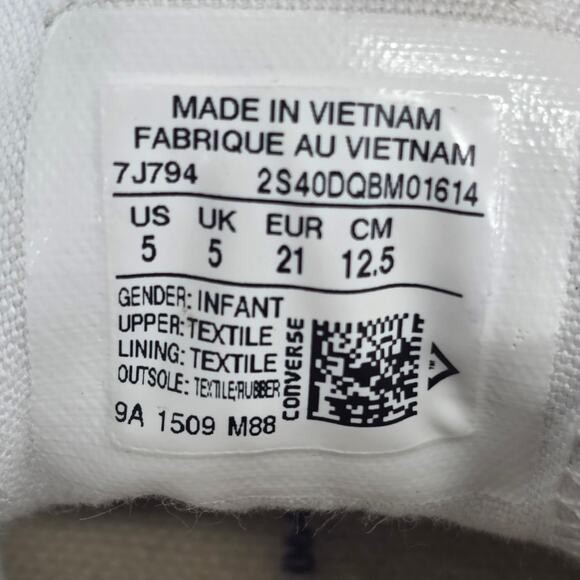 MADE IN VIETNAM
FABRIQUE AU VIETNAM
7J794 2S40DQBM01614
US UK EUR CM
5 5 21 12.5
GENDER: INFANT
UPPER: TEXTILE
LINING: TEXTILE
OUTSOLE: TEXTILE/RUBBER
9A 1509 M88
CONVERSE
TM